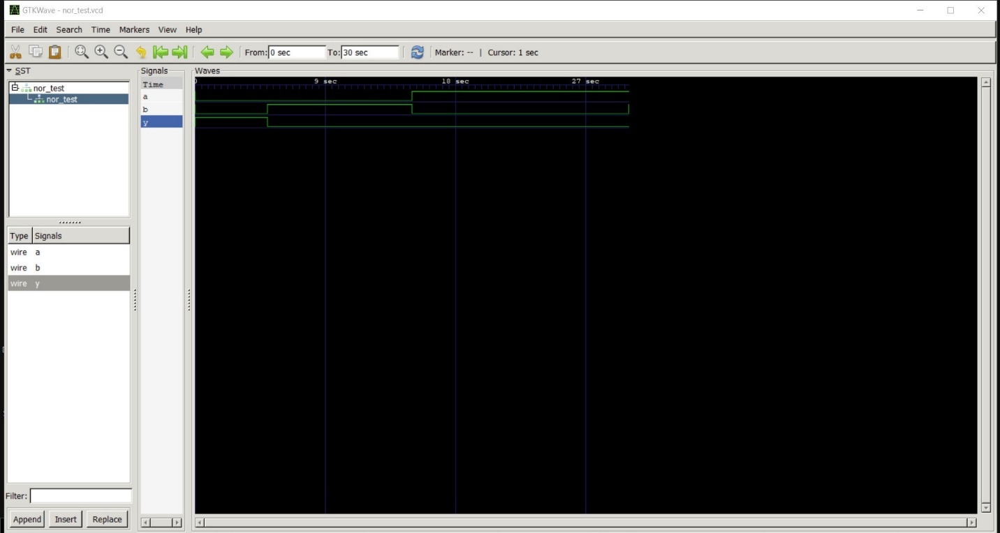 GTKWave - nor_test.vcd
File Edit Search Time Markers View Help
From: 0 sec To: 30 sec Marker: -- | Cursor: 1 sec
SST
nor_test
nor_test
Type Signals
wire a
wire b
wire y
Filter:
Append Insert Replace
Signals
Time
a
b
y
Waves
0 9 sec 18 sec 27 sec